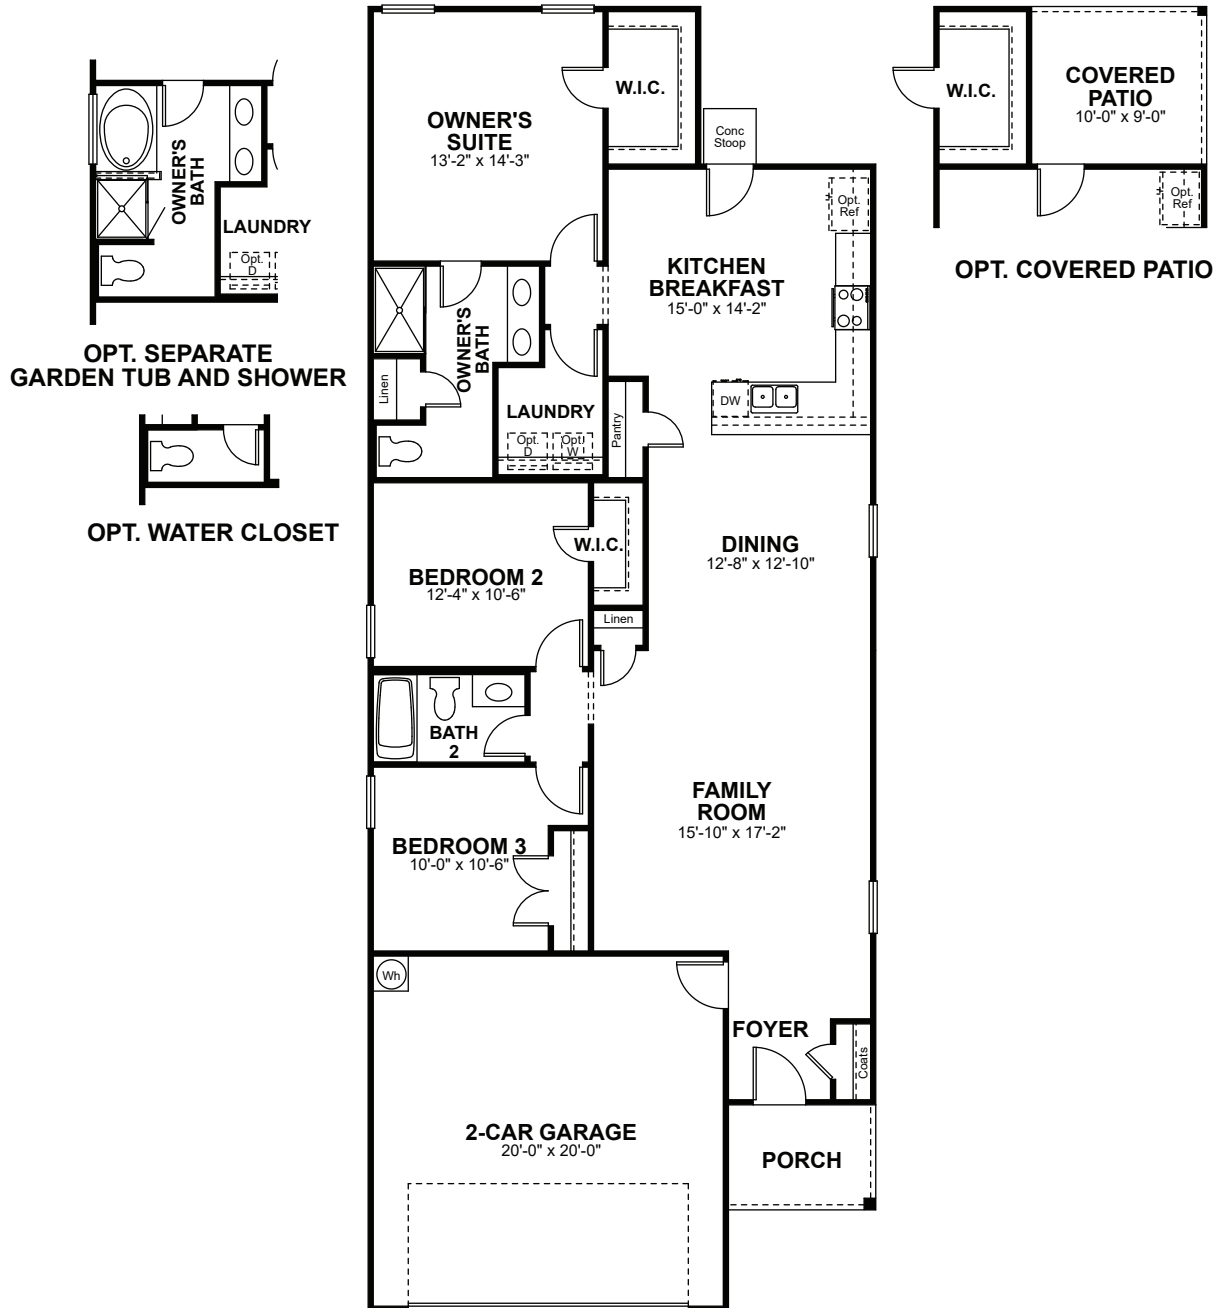 OWNER'S
SUITE
13'-2" x 14'-3"
W.I.C.
Conc
Stoop
Opt.
Ref
KITCHEN
BREAKFAST
15'-0" x 14'-2"
OWNER'S
BATH
Linen
LAUNDRY
Opt.
D
Opt.
W
Pantry
DW
DINING
12'-8" x 12'-10"
BEDROOM 2
12'-4" x 10'-6"
W.I.C.
Linen
BATH
2
FAMILY
ROOM
15'-10" x 17'-2"
BEDROOM 3
10'-0" x 10'-6"
Wh
FOYER
Coats
2-CAR GARAGE
20'-0" x 20'-0"
PORCH
OWNER'S
BATH
LAUNDRY
Opt.
D
OPT. SEPARATE
GARDEN TUB AND SHOWER
OPT. WATER CLOSET
W.I.C.
COVERED
PATIO
10'-0" x 9'-0"
Opt.
Ref
OPT. COVERED PATIO